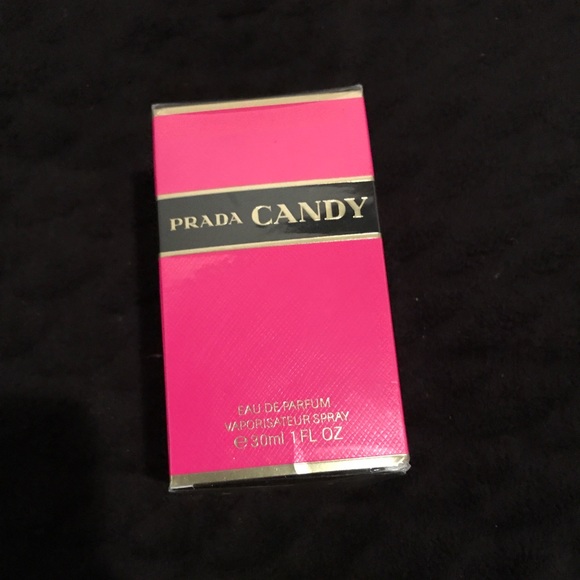 PRADA CANDY
EAU DE PARFUM
VAPORISATEUR SPRAY
℮ 30ml 1 FL OZ